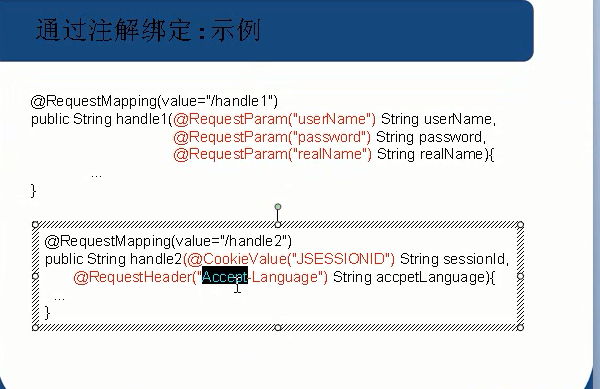 通过注解绑定:示例
@RequestMapping(value="/handle1")
public String handle1(@RequestParam("userName") String userName,
@RequestParam("password") String password,
@RequestParam("realName") String realName){
...
}
@RequestMapping(value="/handle2")
public String handle2(@CookieValue("JSESSIONID") String sessionId,
@RequestHeader("Accept-Language") String accpetLanguage){
...
}